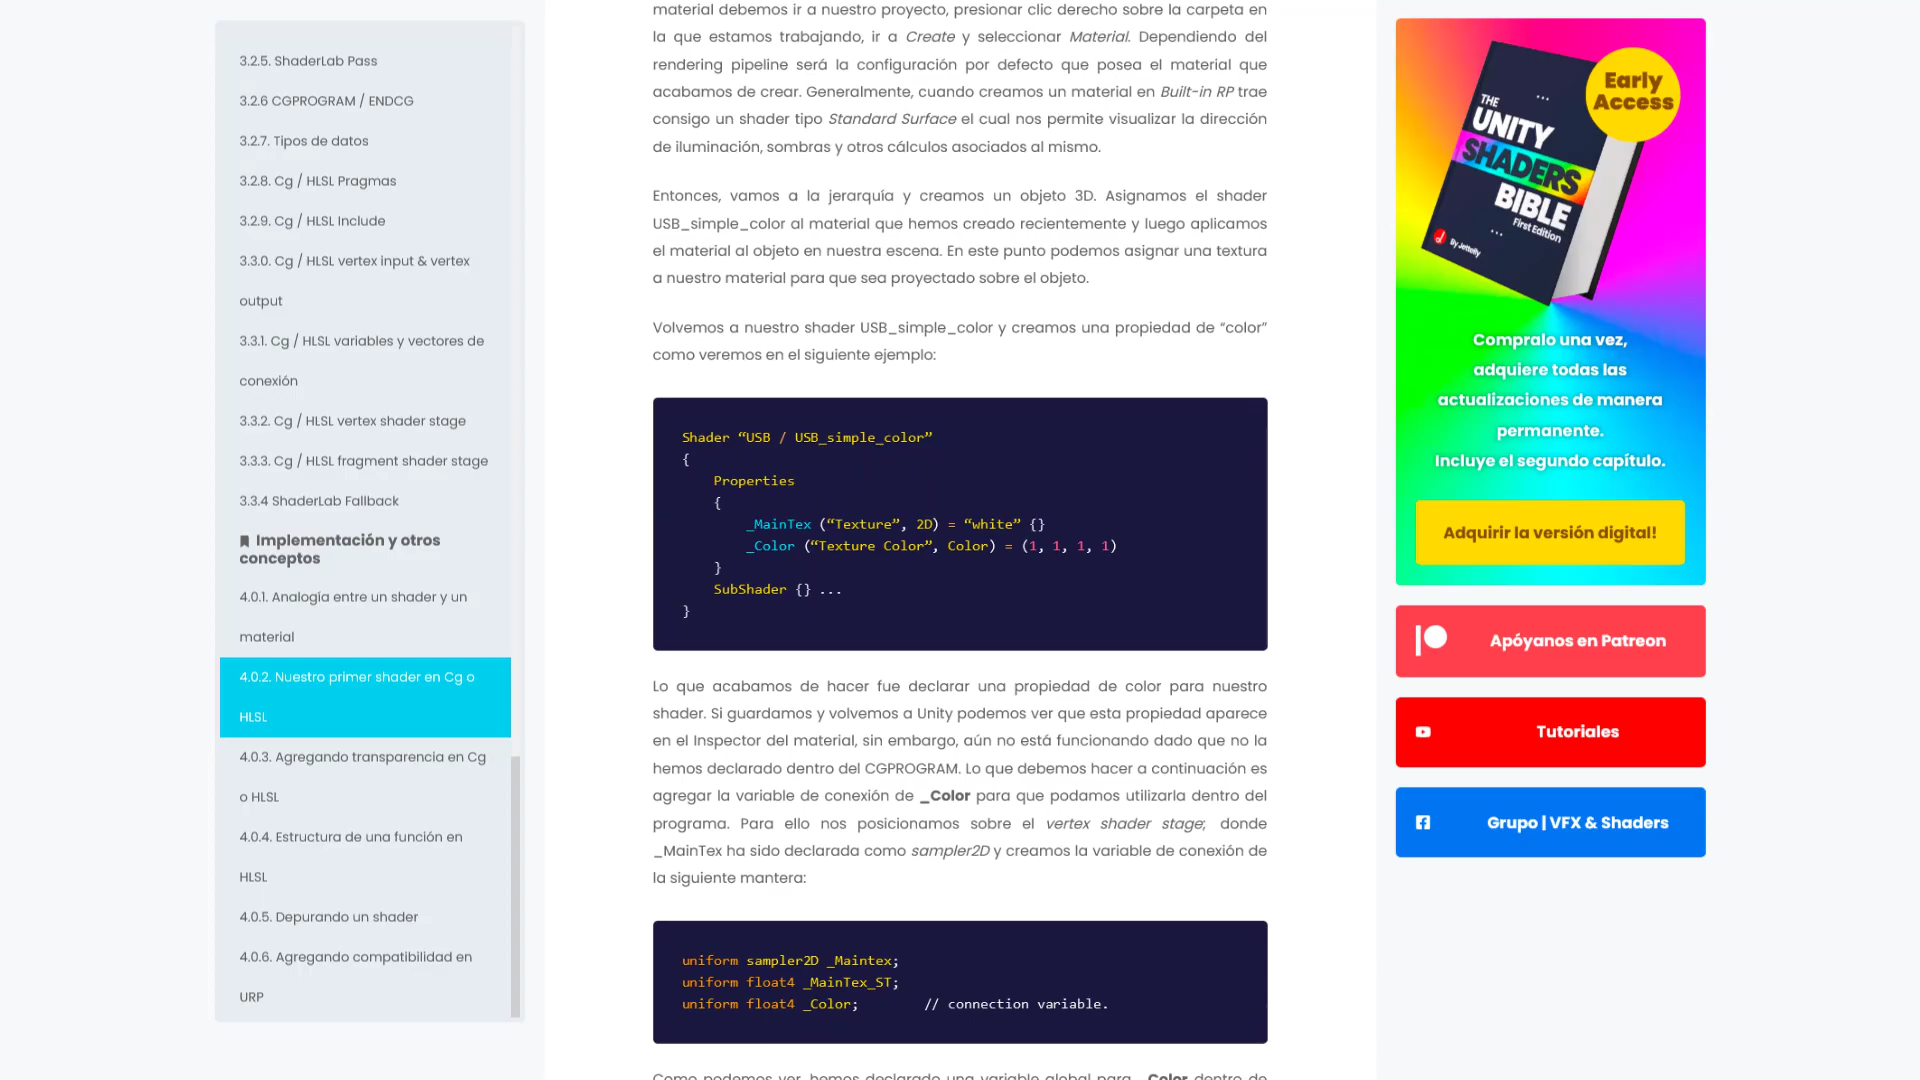 3.2.5. ShaderLab Pass
3.2.6 CGPROGRAM / ENDCG
3.2.7. Tipos de datos
3.2.8. Cg / HLSL Pragmas
3.2.9. Cg / HLSL Include
3.3.0. Cg / HLSL vertex input & vertex
output
3.3.1. Cg / HLSL variables y vectores de
conexión
3.3.2. Cg / HLSL vertex shader stage
3.3.3. Cg / HLSL fragment shader stage
3.3.4 ShaderLab Fallback
Implementación y otros
conceptos
4.0.1. Analogía entre un shader y un
material
4.0.2. Nuestro primer shader en Cg o
HLSL
4.0.3. Agregando transparencia en Cg
o HLSL
4.0.4. Estructura de una función en
HLSL
4.0.5. Depurando un shader
4.0.6. Agregando compatibilidad en
URP
material debemos ir a nuestro proyecto, presionar clic derecho sobre la carpeta en
la que estamos trabajando, ir a Create y seleccionar Material. Dependiendo del
rendering pipeline será la configuración por defecto que posea el material que
acabamos de crear. Generalmente, cuando creamos un material en Built-in RP trae
consigo un shader tipo Standard Surface el cual nos permite visualizar la dirección
de iluminación, sombras y otros cálculos asociados al mismo.
Entonces, vamos a la jerarquía y creamos un objeto 3D. Asignamos el shader
USB_simple_color al material que hemos creado recientemente y luego aplicamos
el material al objeto en nuestra escena. En este punto podemos asignar una textura
a nuestro material para que sea proyectado sobre el objeto.
Volvemos a nuestro shader USB_simple_color y creamos una propiedad de “color”
como veremos en el siguiente ejemplo:
Shader “USB / USB_simple_color”
{
Properties
{
_MainTex (“Texture”, 2D) = “white” {}
_Color (“Texture Color”, Color) = (1, 1, 1, 1)
}
SubShader {} ...
}
Lo que acabamos de hacer fue declarar una propiedad de color para nuestro
shader. Si guardamos y volvemos a Unity podemos ver que esta propiedad aparece
en el Inspector del material, sin embargo, aún no está funcionando dado que no la
hemos declarado dentro del CGPROGRAM. Lo que debemos hacer a continuación es
agregar la variable de conexión de _Color para que podamos utilizarla dentro del
programa. Para ello nos posicionamos sobre el vertex shader stage; donde
_MainTex ha sido declarada como sampler2D y creamos la variable de conexión de
la siguiente mantera:
uniform sampler2D _Maintex;
uniform float4 _MainTex_ST;
uniform float4 _Color; // connection variable.
Como podemos ver, hemos declarado una variable global para _Color dentro de
Early
Access
THE
UNITY
SHADERS
BIBLE
First Edition
By Jettelly
Compralo una vez,
adquiere todas las
actualizaciones de manera
permanente.
Incluye el segundo capítulo.
Adquirir la versión digital!
Apóyanos en Patreon
Tutoriales
Grupo | VFX & Shaders